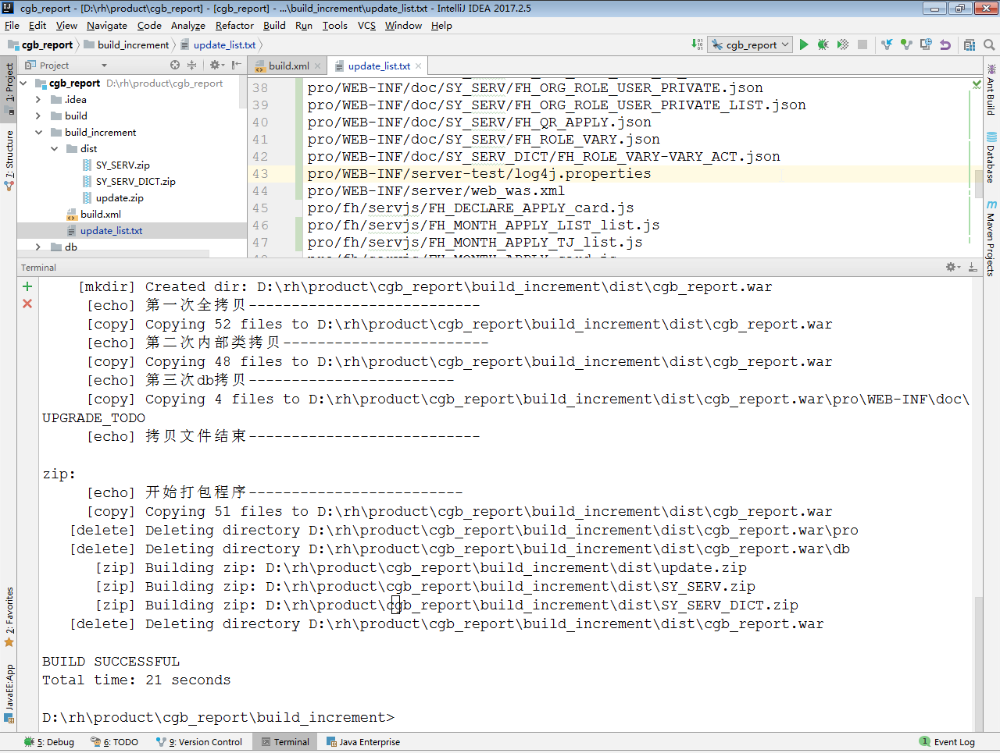 cgb_report - [D:\rh\product\cgb_report] - [cgb_report] - ...\build_increment\update_list.txt - IntelliJ IDEA 2017.2.5
File Edit View Navigate Code Analyze Refactor Build Run Tools VCS Window Help
cgb_report build_increment update_list.txt cgb_report
Project build.xml update_list.txt
1: Project
7: Structure
2: Favorites
JavaEE:App
Ant Build
Database
Maven Projects
cgb_report D:\rh\product\cgb_report
.idea
build
build_increment
dist
SY_SERV.zip
SY_SERV_DICT.zip
update.zip
build.xml
update_list.txt
db
38 pro/WEB-INF/doc/SY_SERV/FH_ORG_ROLE_USER_PRIVATE.json
39 pro/WEB-INF/doc/SY_SERV/FH_ORG_ROLE_USER_PRIVATE_LIST.json
40 pro/WEB-INF/doc/SY_SERV/FH_QR_APPLY.json
41 pro/WEB-INF/doc/SY_SERV/FH_ROLE_VARY.json
42 pro/WEB-INF/doc/SY_SERV_DICT/FH_ROLE_VARY-VARY_ACT.json
43 pro/WEB-INF/server-test/log4j.properties
44 pro/WEB-INF/server/web_was.xml
45 pro/fh/servjs/FH_DECLARE_APPLY_card.js
46 pro/fh/servjs/FH_MONTH_APPLY_LIST_list.js
47 pro/fh/servjs/FH_MONTH_APPLY_TJ_list.js
Terminal
[mkdir] Created dir: D:\rh\product\cgb_report\build_increment\dist\cgb_report.war
[echo] 第一次全拷贝---------------------------
[copy] Copying 52 files to D:\rh\product\cgb_report\build_increment\dist\cgb_report.war
[echo] 第二次内部类拷贝------------------------
[copy] Copying 48 files to D:\rh\product\cgb_report\build_increment\dist\cgb_report.war
[echo] 第三次db拷贝------------------------
[copy] Copying 4 files to D:\rh\product\cgb_report\build_increment\dist\cgb_report.war\pro\WEB-INF\doc\
UPGRADE_TODO
[echo] 拷贝文件结束---------------------------
zip:
[echo] 开始打包程序-------------------------
[copy] Copying 51 files to D:\rh\product\cgb_report\build_increment\dist\cgb_report.war
[delete] Deleting directory D:\rh\product\cgb_report\build_increment\dist\cgb_report.war\pro
[delete] Deleting directory D:\rh\product\cgb_report\build_increment\dist\cgb_report.war\db
[zip] Building zip: D:\rh\product\cgb_report\build_increment\dist\update.zip
[zip] Building zip: D:\rh\product\cgb_report\build_increment\dist\SY_SERV.zip
[zip] Building zip: D:\rh\product\cgb_report\build_increment\dist\SY_SERV_DICT.zip
[delete] Deleting directory D:\rh\product\cgb_report\build_increment\dist\cgb_report.war
BUILD SUCCESSFUL
Total time: 21 seconds
D:\rh\product\cgb_report\build_increment>
5: Debug 6: TODO 9: Version Control Terminal Java Enterprise 1 Event Log